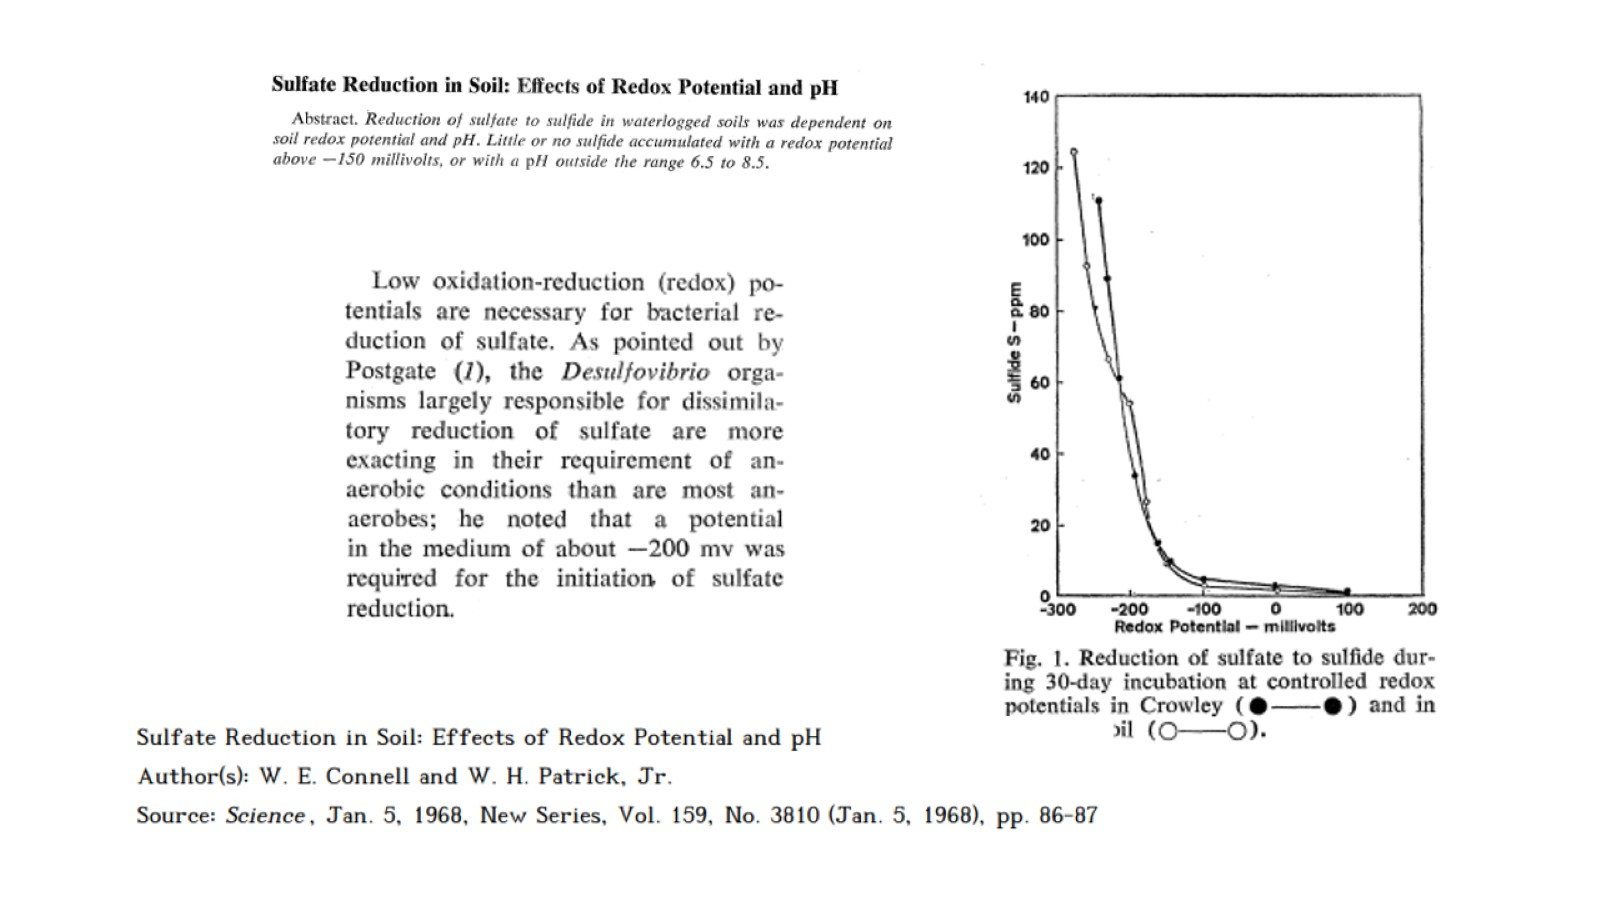 Sulfate Reduction in Soil: Effects of Redox Potential and pH
Abstract. Reduction of sulfate to sulfide in waterlogged soils was dependent on
soil redox potential and pH. Little or no sulfide accumulated with a redox potential
above —150 millivolts, or with a pH outside the range 6.5 to 8.5.
Low oxidation-reduction (redox) po-
tentials are necessary for bacterial re-
duction of sulfate. As pointed out by
Postgate (1), the Desulfovibrio orga-
nisms largely responsible for dissimila-
tory reduction of sulfate are more
exacting in their requirement of an-
aerobic conditions than are most an-
aerobes; he noted that a potential
in the medium of about —200 mv was
required for the initiation of sulfate
reduction.
140
120
100
80
60
40
20
0
Sulfide S — ppm
-300 -200 -100 0 100 200
Redox Potential — millivolts
Fig. 1. Reduction of sulfate to sulfide dur-
ing 30-day incubation at controlled redox
potentials in Crowley (●——●) and in
(○——○).
Sulfate Reduction in Soil: Effects of Redox Potential and pH
Author(s): W. E. Connell and W. H. Patrick, Jr.
Source: Science, Jan. 5, 1968, New Series, Vol. 159, No. 3810 (Jan. 5, 1968), pp. 86-87